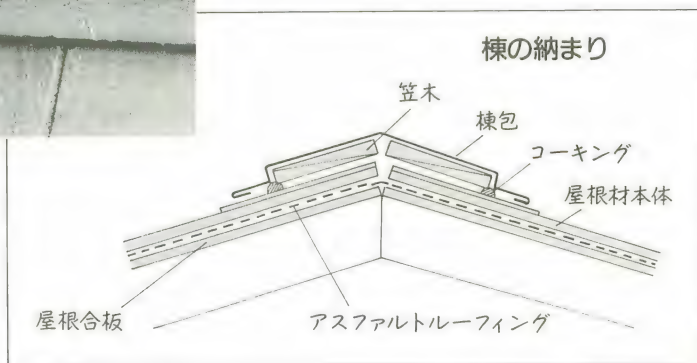 棟の納まり
笠木
棟包
コーキング
屋根材本体
屋根合板
アスファルトルーフィング